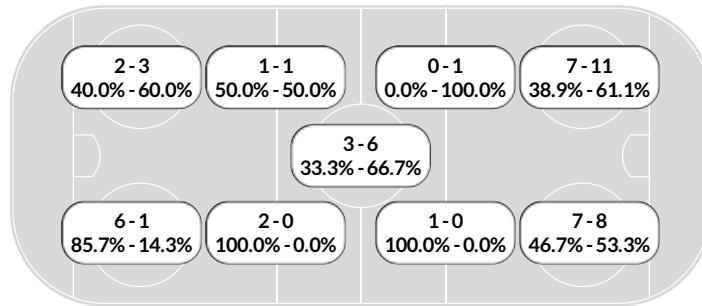 2 - 3
40.0% - 60.0%
1 - 1
50.0% - 50.0%
0 - 1
0.0% - 100.0%
7 - 11
38.9% - 61.1%
3 - 6
33.3% - 66.7%
6 - 1
85.7% - 14.3%
2 - 0
100.0% - 0.0%
1 - 0
100.0% - 0.0%
7 - 8
46.7% - 53.3%